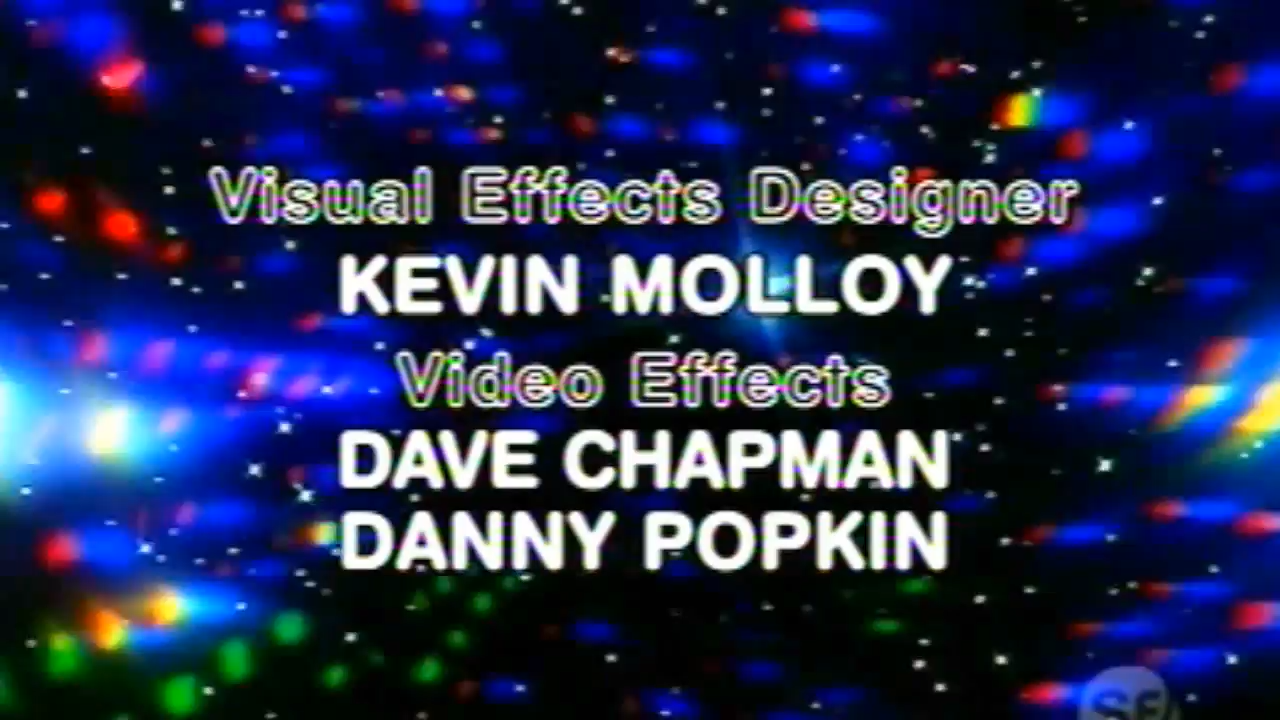 Visual Effects Designer
KEVIN MOLLOY
Video Effects
DAVE CHAPMAN
DANNY POPKIN